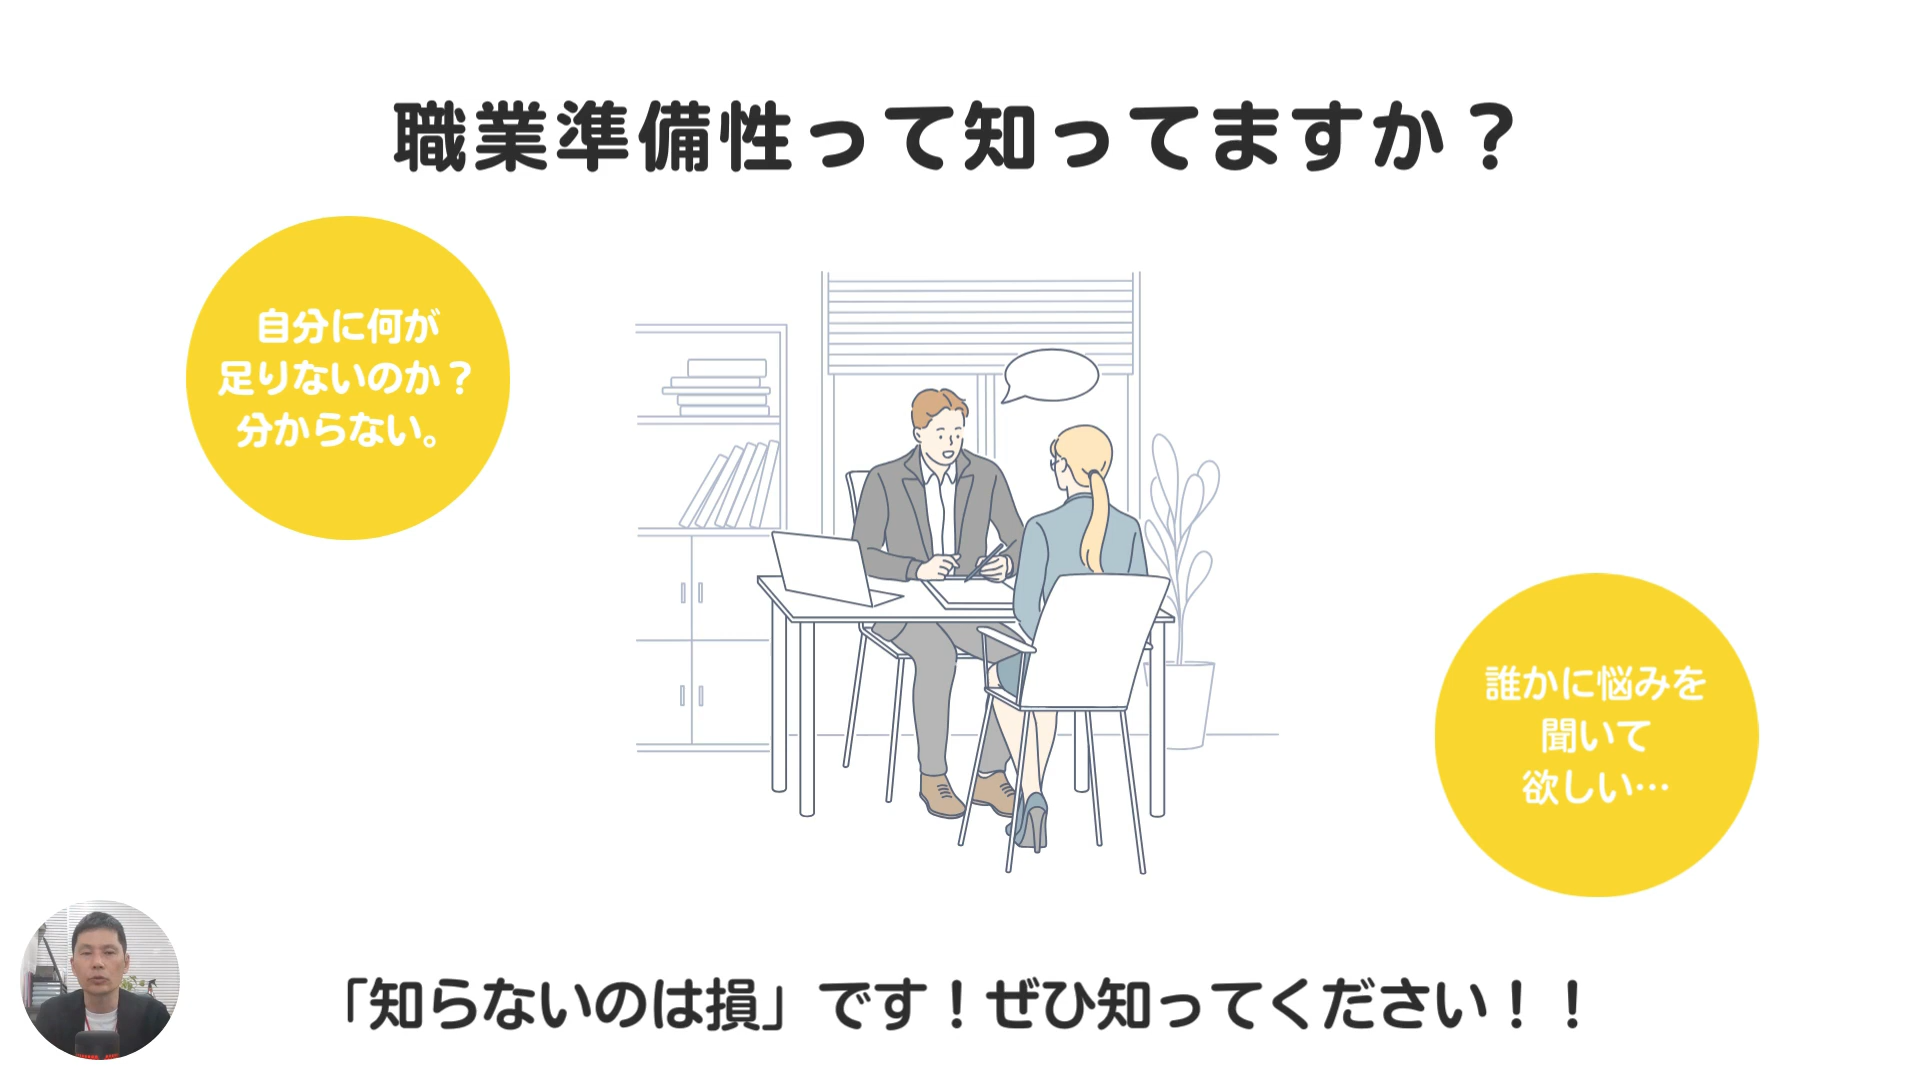 職業準備性って知ってますか？
自分に何が
足りないのか？
分からない。
誰かに悩みを
聞いて
欲しい…
「知らないのは損」です！ぜひ知ってください！！